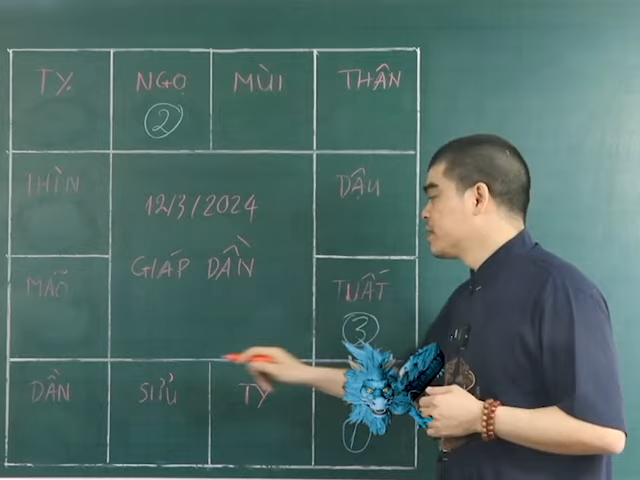 TỴ NGỌ MÙI THÂN
②
THÌN DẬU
12/3/2024
GIÁP DẦN
MÃO TUẤT
③
DẦN SỬU TÝ
①